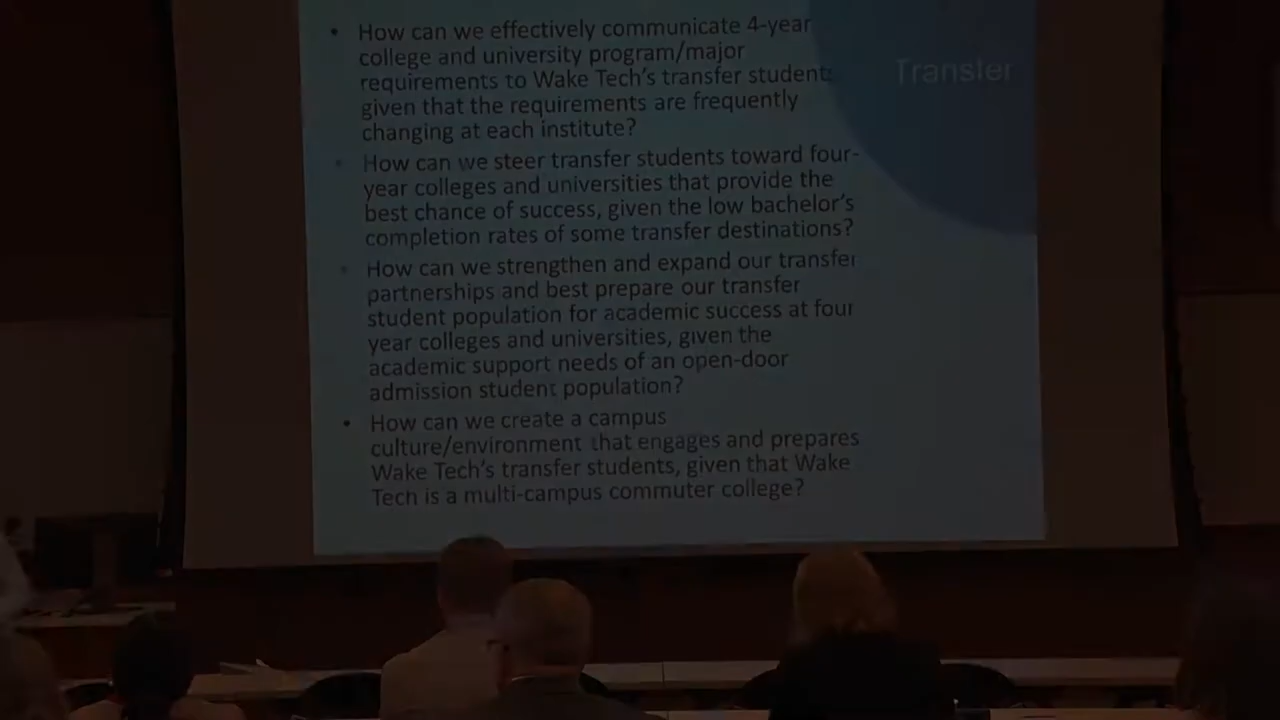 • How can we effectively communicate 4-year
college and university program/major
requirements to Wake Tech's transfer students
given that the requirements are frequently
changing at each institute?
• How can we steer transfer students toward four-
year colleges and universities that provide the
best chance of success, given the low bachelor's
completion rates of some transfer destinations?
• How can we strengthen and expand our transfer
partnerships and best prepare our transfer
student population for academic success at four
year colleges and universities, given the
academic support needs of an open-door
admission student population?
• How can we create a campus
culture/environment that engages and prepares
Wake Tech's transfer students, given that Wake
Tech is a multi-campus commuter college?
Transfer